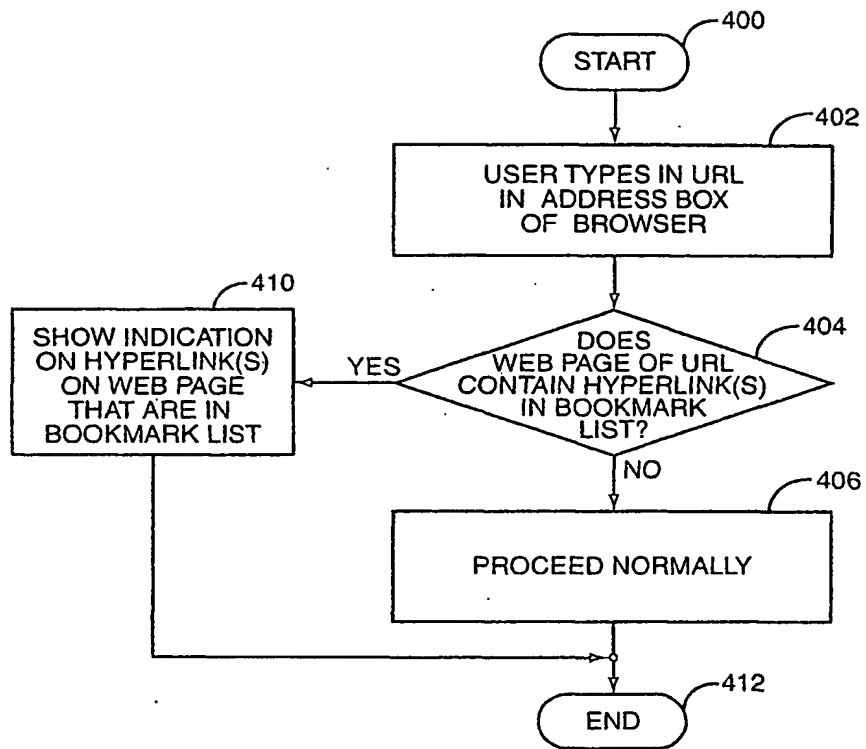 400
START
402
USER TYPES IN URL
IN ADDRESS BOX
OF BROWSER
410
SHOW INDICATION
ON HYPERLINK(S)
ON WEB PAGE
THAT ARE IN
BOOKMARK LIST
YES
404
DOES
WEB PAGE OF URL
CONTAIN HYPERLINK(S)
IN BOOKMARK
LIST?
NO
406
PROCEED NORMALLY
412
END